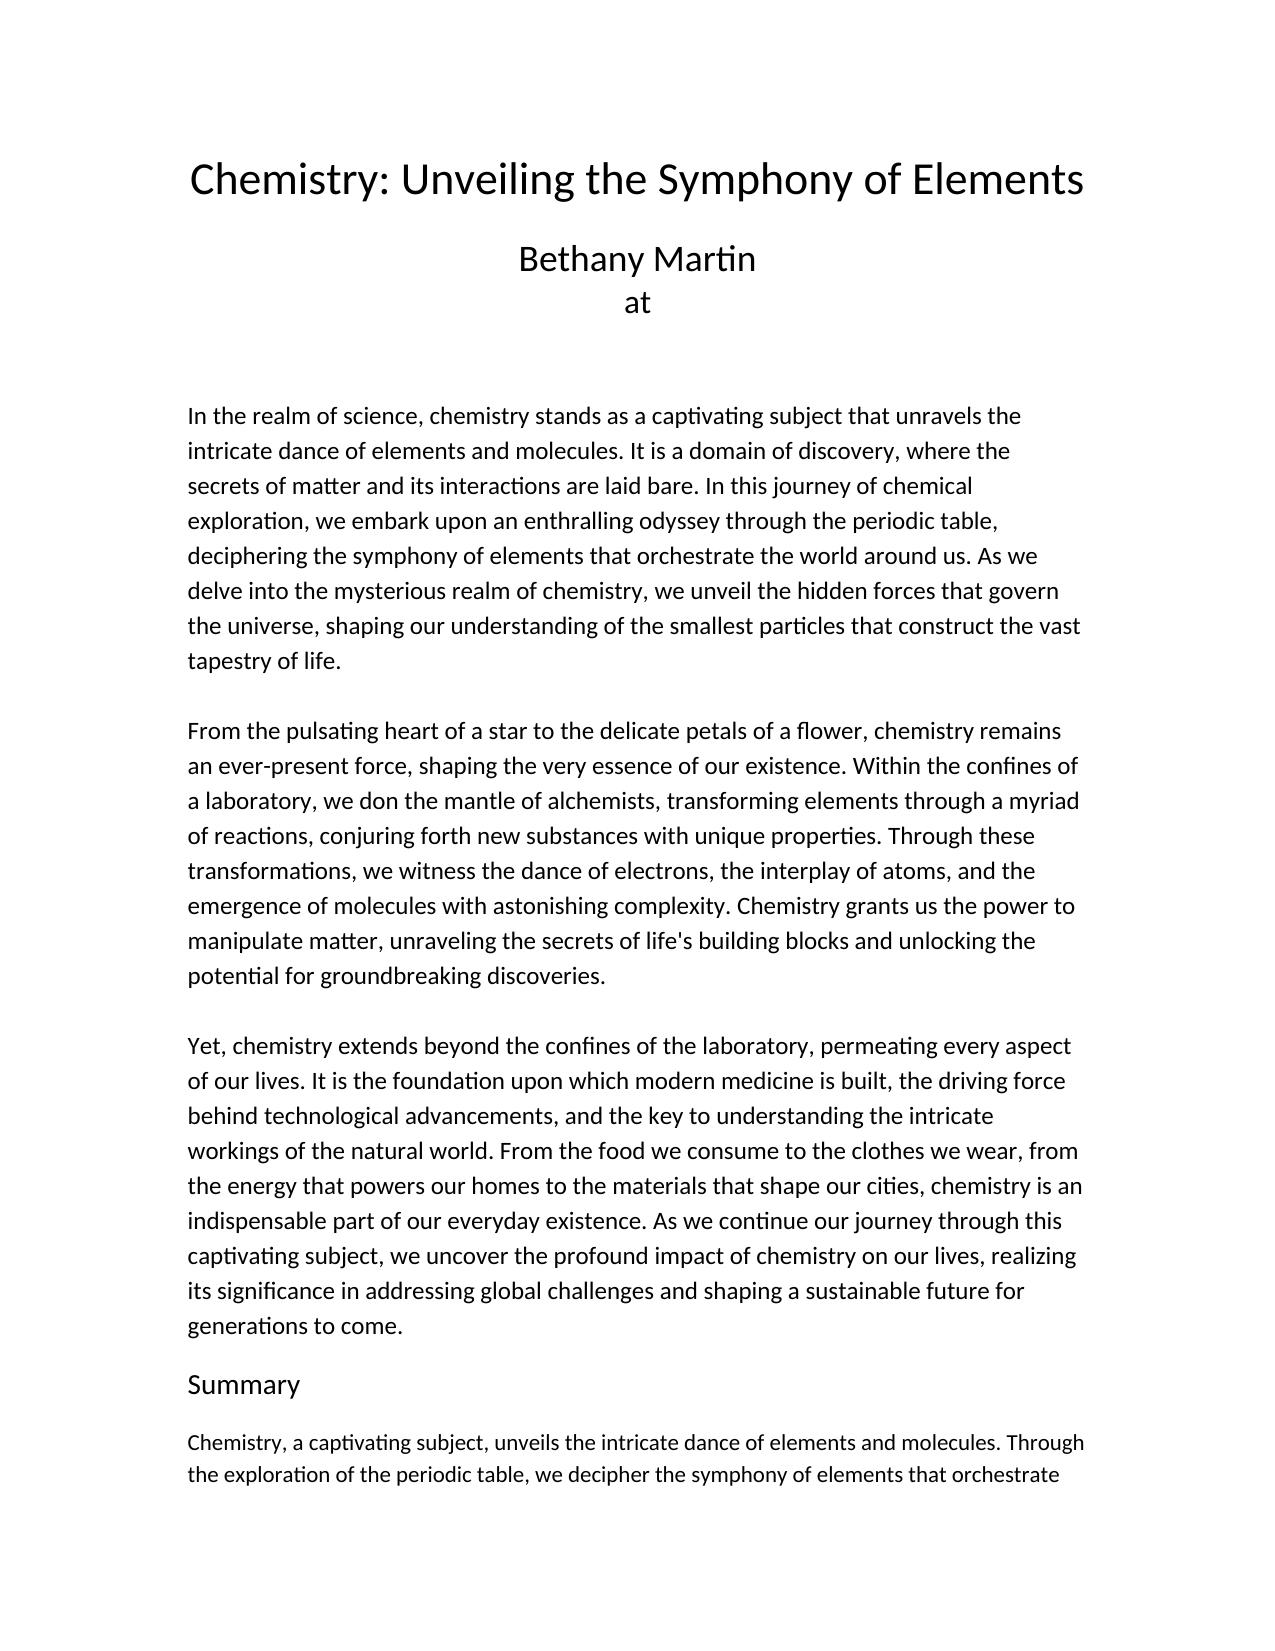 Chemistry: Unveiling the Symphony of Elements
Bethany Martin
at
In the realm of science, chemistry stands as a captivating subject that unravels the
intricate dance of elements and molecules. It is a domain of discovery, where the
secrets of matter and its interactions are laid bare. In this journey of chemical
exploration, we embark upon an enthralling odyssey through the periodic table,
deciphering the symphony of elements that orchestrate the world around us. As we
delve into the mysterious realm of chemistry, we unveil the hidden forces that govern
the universe, shaping our understanding of the smallest particles that construct the vast
tapestry of life.
From the pulsating heart of a star to the delicate petals of a flower, chemistry remains
an ever-present force, shaping the very essence of our existence. Within the confines of
a laboratory, we don the mantle of alchemists, transforming elements through a myriad
of reactions, conjuring forth new substances with unique properties. Through these
transformations, we witness the dance of electrons, the interplay of atoms, and the
emergence of molecules with astonishing complexity. Chemistry grants us the power to
manipulate matter, unraveling the secrets of life's building blocks and unlocking the
potential for groundbreaking discoveries.
Yet, chemistry extends beyond the confines of the laboratory, permeating every aspect
of our lives. It is the foundation upon which modern medicine is built, the driving force
behind technological advancements, and the key to understanding the intricate
workings of the natural world. From the food we consume to the clothes we wear, from
the energy that powers our homes to the materials that shape our cities, chemistry is an
indispensable part of our everyday existence. As we continue our journey through this
captivating subject, we uncover the profound impact of chemistry on our lives, realizing
its significance in addressing global challenges and shaping a sustainable future for
generations to come.
Summary
Chemistry, a captivating subject, unveils the intricate dance of elements and molecules. Through
the exploration of the periodic table, we decipher the symphony of elements that orchestrate